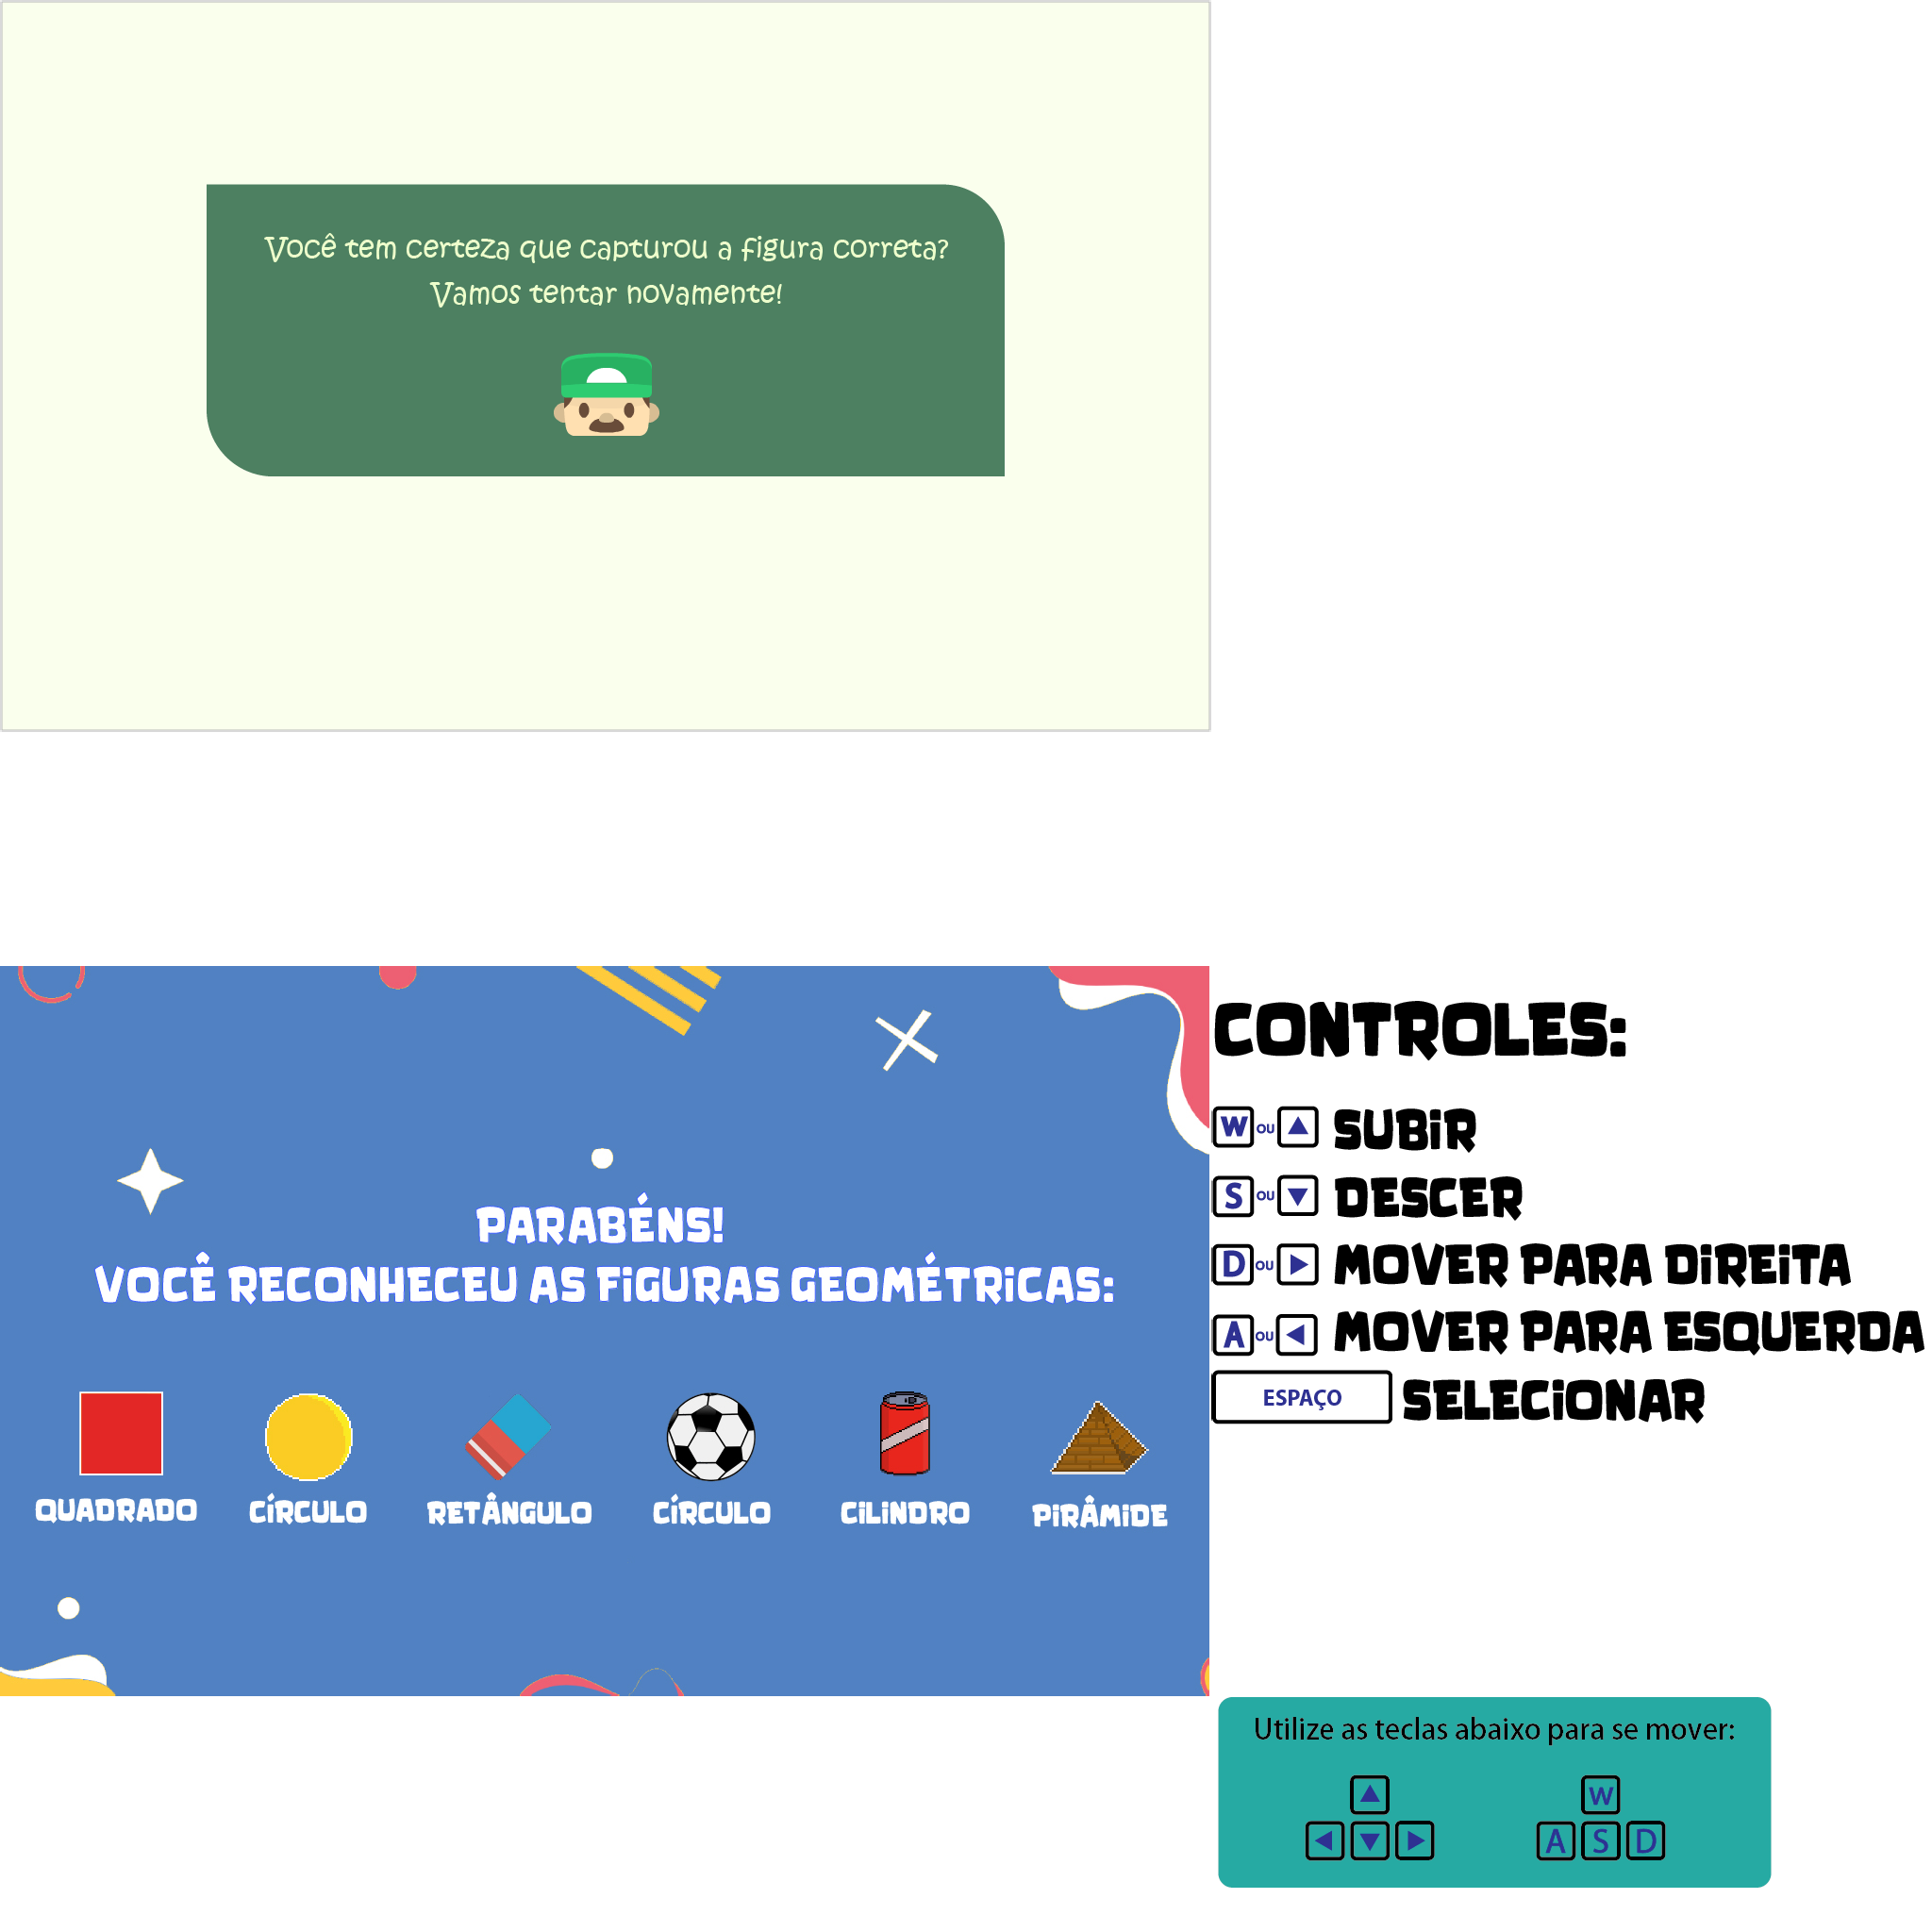 Você tem certeza que capturou a figura correta?
Vamos tentar novamente!
PARABÉNS!
VOCÊ RECONHECEU AS FIGURAS GEOMÉTRICAS:
QUADRADO
CÍRCULO
RETÂNGULO
CÍRCULO
CILINDRO
PIRÂMIDE
CONTROLES:
W OU ▲ SUBIR
S OU ▼ DESCER
D OU ► MOVER PARA DIREITA
A OU ◄ MOVER PARA ESQUERDA
ESPAÇO SELECIONAR
Utilize as teclas abaixo para se mover:
▲ W
◄ ▼ ► A S D